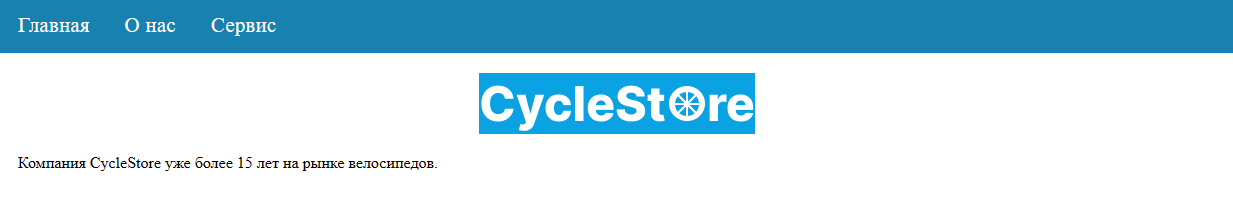 Главная О нас Сервис
CycleStore
Компания CycleStore уже более 15 лет на рынке велосипедов.